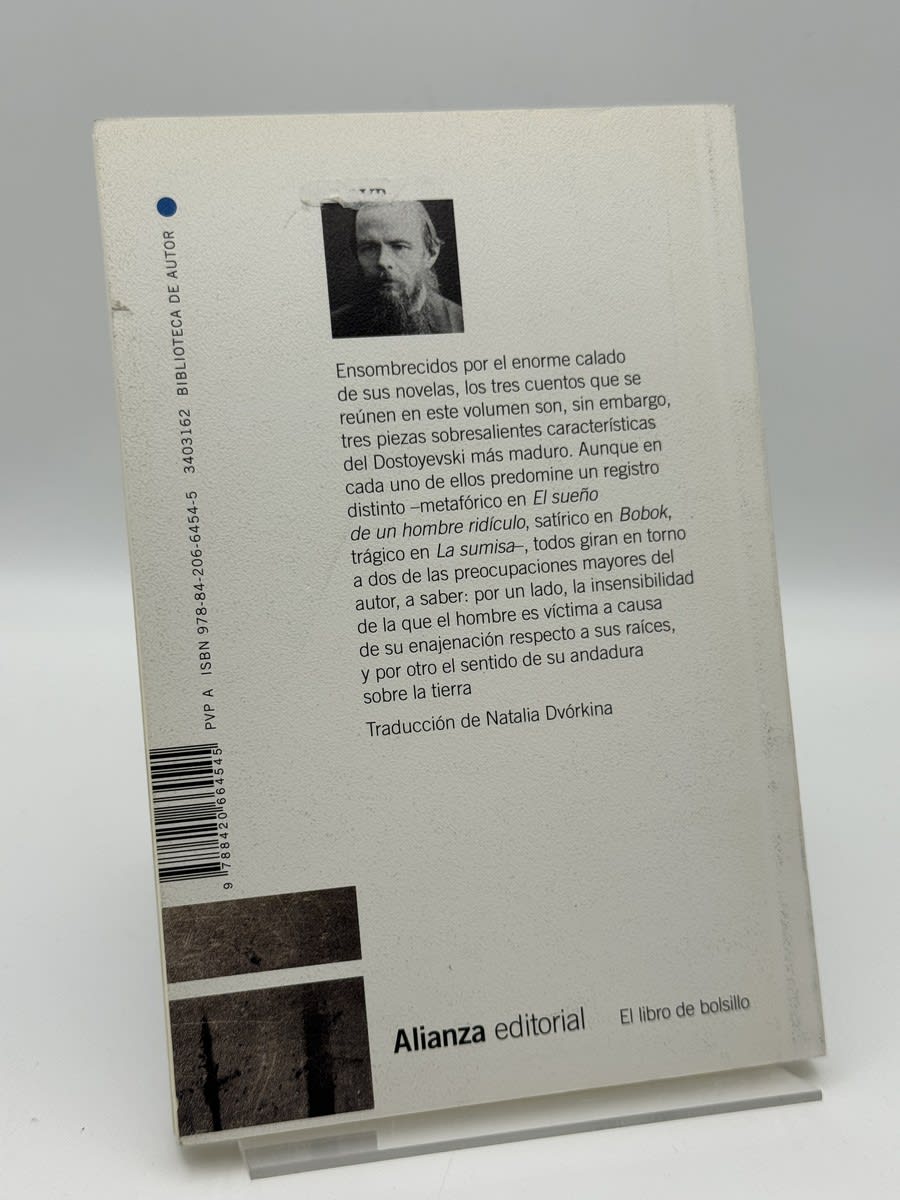 Ensombrecidos por el enorme calado
de sus novelas, los tres cuentos que se
reúnen en este volumen son, sin embargo,
tres piezas sobresalientes características
del Dostoyevski más maduro. Aunque en
cada uno de ellos predomine un registro
distinto –metafórico en El sueño
de un hombre ridículo, satírico en Bobok,
trágico en La sumisa–, todos giran en torno
a dos de las preocupaciones mayores del
autor, a saber: por un lado, la insensibilidad
de la que el hombre es víctima a causa
de su enajenación respecto a sus raíces,
y por otro el sentido de su andadura
sobre la tierra
Traducción de Natalia Dvórkina
PVP A ISBN 978-84-206-6454-5 3403162 BIBLIOTECA DE AUTOR
9 788420 664545
Alianza editorial El libro de bolsillo